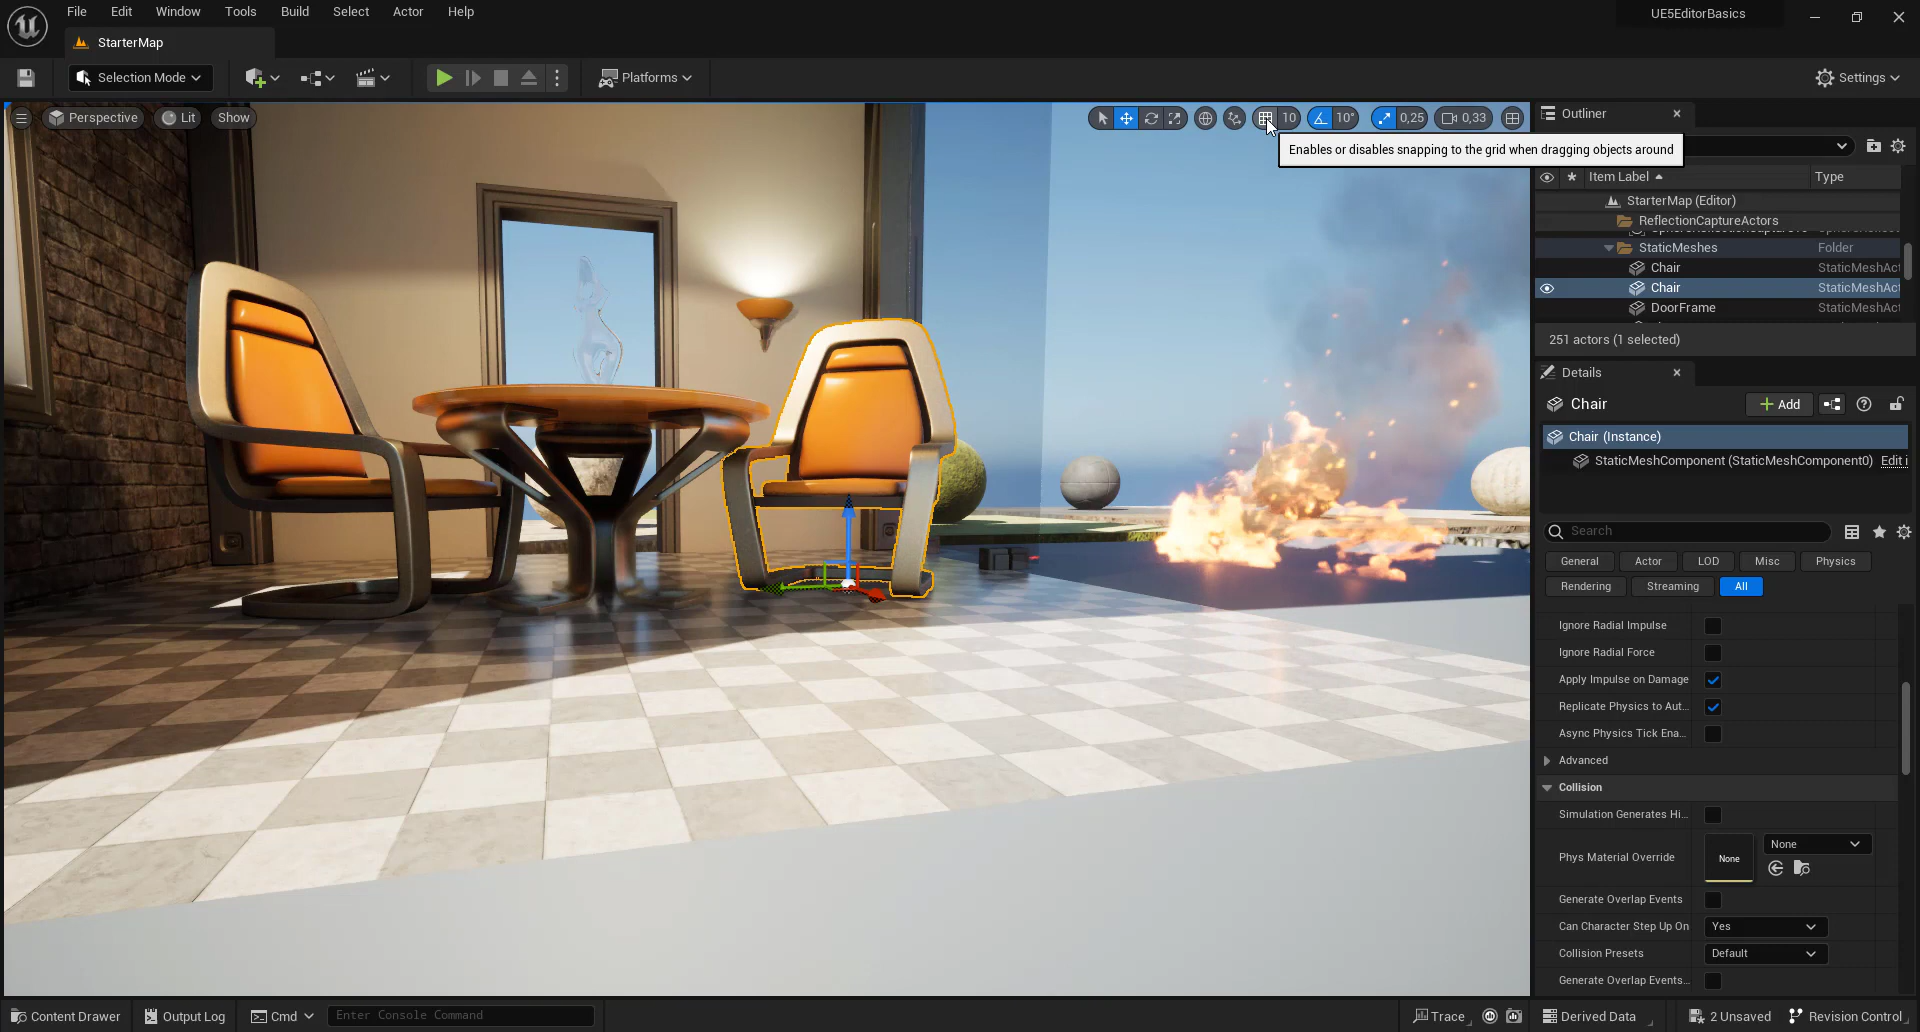 File Edit Window Tools Build Select Actor Help
UE5EditorBasics
StarterMap
Selection Mode
Platforms
Settings
Perspective Lit Show
10 10° 0,25 0,33
Enables or disables snapping to the grid when dragging objects around
Outliner
Item Label Type
StarterMap (Editor)
ReflectionCaptureActors
StaticMeshes Folder
Chair StaticMeshAct
Chair StaticMeshAct
DoorFrame StaticMeshAct
251 actors (1 selected)
Details
Chair
Add
Chair (Instance)
StaticMeshComponent (StaticMeshComponent0) Edit i
Search
General Actor LOD Misc Physics
Rendering Streaming All
Ignore Radial Impulse
Ignore Radial Force
Apply Impulse on Damage
Replicate Physics to Aut...
Async Physics Tick Ena...
Advanced
Collision
Simulation Generates Hi...
Phys Material Override None None
Generate Overlap Events
Can Character Step Up On Yes
Collision Presets Default
Generate Overlap Events...
Content Drawer Output Log Cmd Enter Console Command Trace Derived Data 2 Unsaved Revision Control